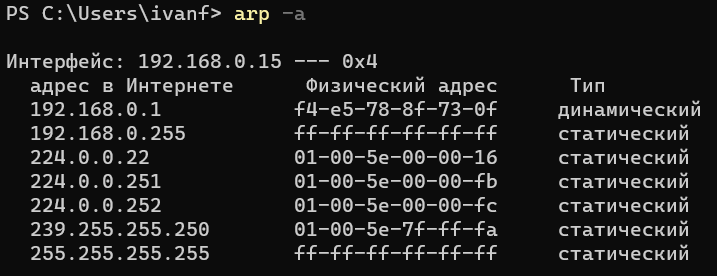 PS C:\Users\ivanf> arp -a
Интерфейс: 192.168.0.15 --- 0x4
адрес в Интернете Физический адрес Тип
192.168.0.1 f4-e5-78-8f-73-0f динамический
192.168.0.255 ff-ff-ff-ff-ff-ff статический
224.0.0.22 01-00-5e-00-00-16 статический
224.0.0.251 01-00-5e-00-00-fb статический
224.0.0.252 01-00-5e-00-00-fc статический
239.255.255.250 01-00-5e-7f-ff-fa статический
255.255.255.255 ff-ff-ff-ff-ff-ff статический